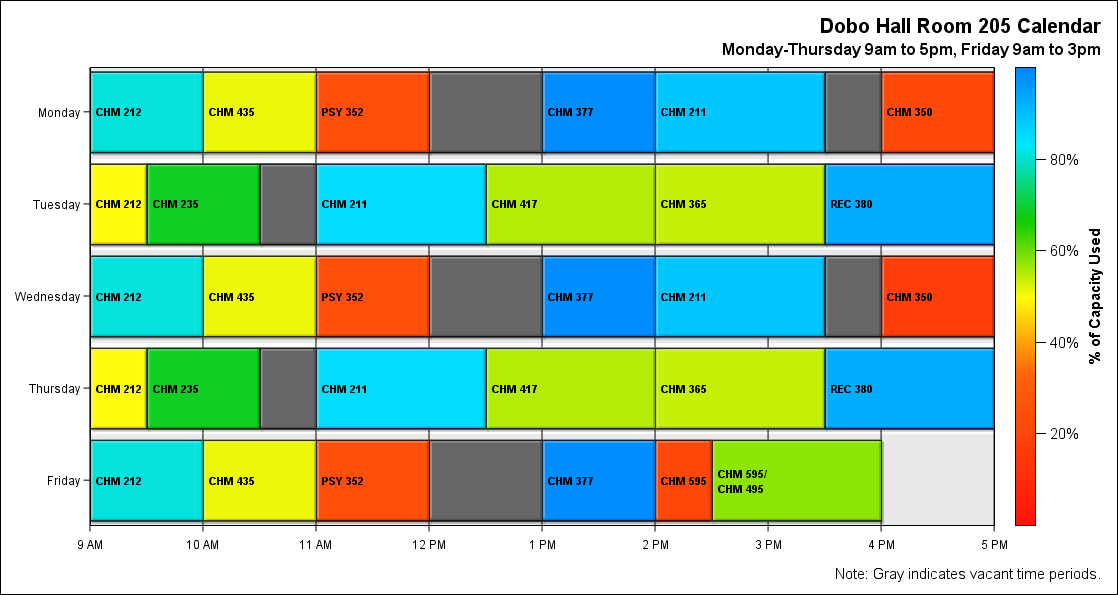 Dobo Hall Room 205 Calendar
Monday-Thursday 9am to 5pm, Friday 9am to 3pm
Monday
CHM 212
CHM 435
PSY 352
CHM 377
CHM 211
CHM 350
Tuesday
CHM 212
CHM 235
CHM 211
CHM 417
CHM 365
REC 380
Wednesday
CHM 212
CHM 435
PSY 352
CHM 377
CHM 211
CHM 350
Thursday
CHM 212
CHM 235
CHM 211
CHM 417
CHM 365
REC 380
Friday
CHM 212
CHM 435
PSY 352
CHM 377
CHM 595
CHM 595/
CHM 495
9 AM
10 AM
11 AM
12 PM
1 PM
2 PM
3 PM
4 PM
5 PM
80%
60%
40%
20%
% of Capacity Used
Note: Gray indicates vacant time periods.